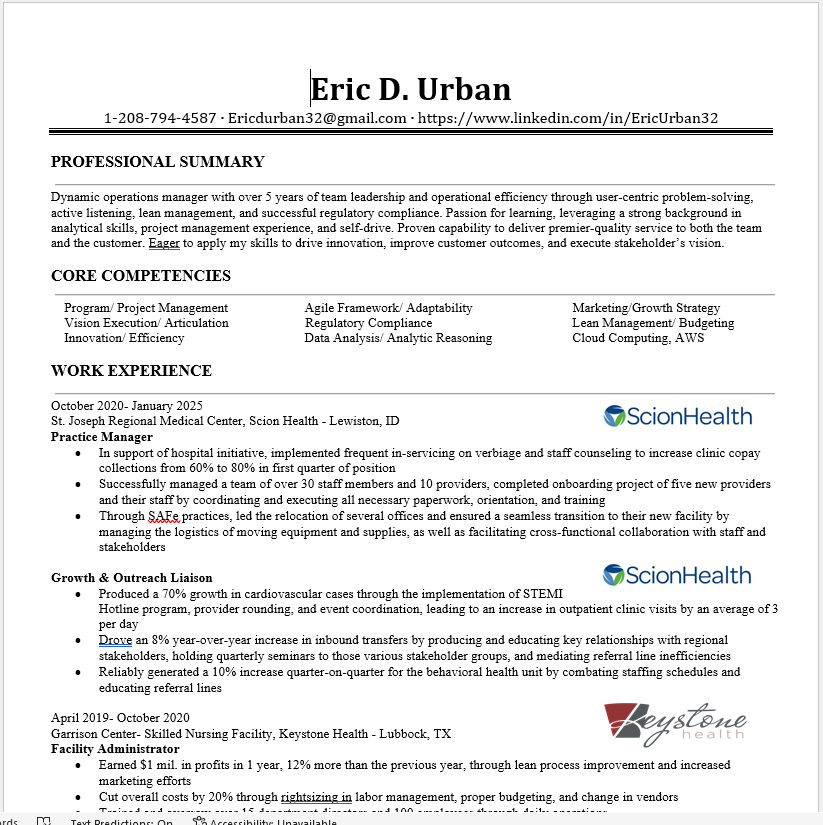 Eric D. Urban
1-208-794-4587 · Ericdurban32@gmail.com · https://www.linkedin.com/in/EricUrban32
PROFESSIONAL SUMMARY
Dynamic operations manager with over 5 years of team leadership and operational efficiency through user-centric problem-solving,
active listening, lean management, and successful regulatory compliance. Passion for learning, leveraging a strong background in
analytical skills, project management experience, and self-drive. Proven capability to deliver premier-quality service to both the team
and the customer. Eager to apply my skills to drive innovation, improve customer outcomes, and execute stakeholder’s vision.
CORE COMPETENCIES
Program/ Project Management Agile Framework/ Adaptability Marketing/Growth Strategy
Vision Execution/ Articulation Regulatory Compliance Lean Management/ Budgeting
Innovation/ Efficiency Data Analysis/ Analytic Reasoning Cloud Computing, AWS
WORK EXPERIENCE
October 2020- January 2025
ScionHealth
St. Joseph Regional Medical Center, Scion Health - Lewiston, ID
Practice Manager
• In support of hospital initiative, implemented frequent in-servicing on verbiage and staff counseling to increase clinic copay
collections from 60% to 80% in first quarter of position
• Successfully managed a team of over 30 staff members and 10 providers, completed onboarding project of five new providers
and their staff by coordinating and executing all necessary paperwork, orientation, and training
• Through SAFe practices, led the relocation of several offices and ensured a seamless transition to their new facility by
managing the logistics of moving equipment and supplies, as well as facilitating cross-functional collaboration with staff and
stakeholders
ScionHealth
Growth & Outreach Liaison
• Produced a 70% growth in cardiovascular cases through the implementation of STEMI
Hotline program, provider rounding, and event coordination, leading to an increase in outpatient clinic visits by an average of 3
per day
• Drove an 8% year-over-year increase in inbound transfers by producing and educating key relationships with regional
stakeholders, holding quarterly seminars to those various stakeholder groups, and mediating referral line inefficiencies
• Reliably generated a 10% increase quarter-on-quarter for the behavioral health unit by combating staffing schedules and
educating referral lines
April 2019- October 2020
Keystone
health
Garrison Center- Skilled Nursing Facility, Keystone Health - Lubbock, TX
Facility Administrator
• Earned $1 mil. in profits in 1 year, 12% more than the previous year, through lean process improvement and increased
marketing efforts
• Cut overall costs by 20% through rightsizing in labor management, proper budgeting, and change in vendors
Text Predictions: On Accessibility: Unavailable